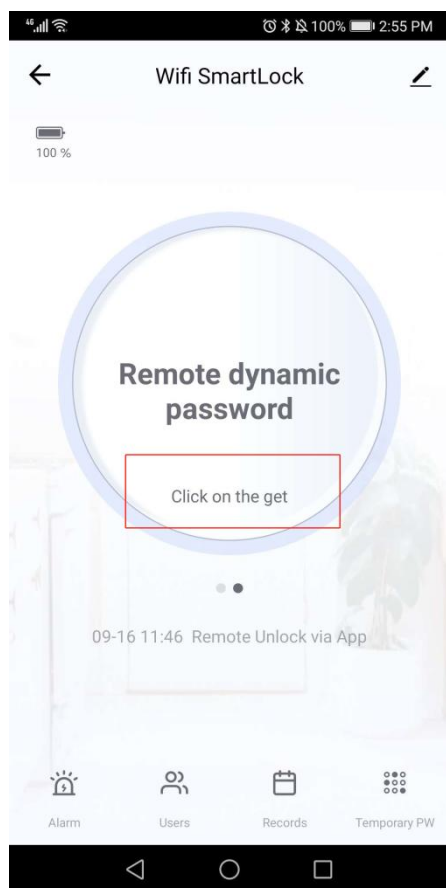 46 100% 2:55 PM
Wifi SmartLock
100 %
Remote dynamic
password
Click on the get
09-16 11:46 Remote Unlock via App
Alarm Users Records Temporary PW